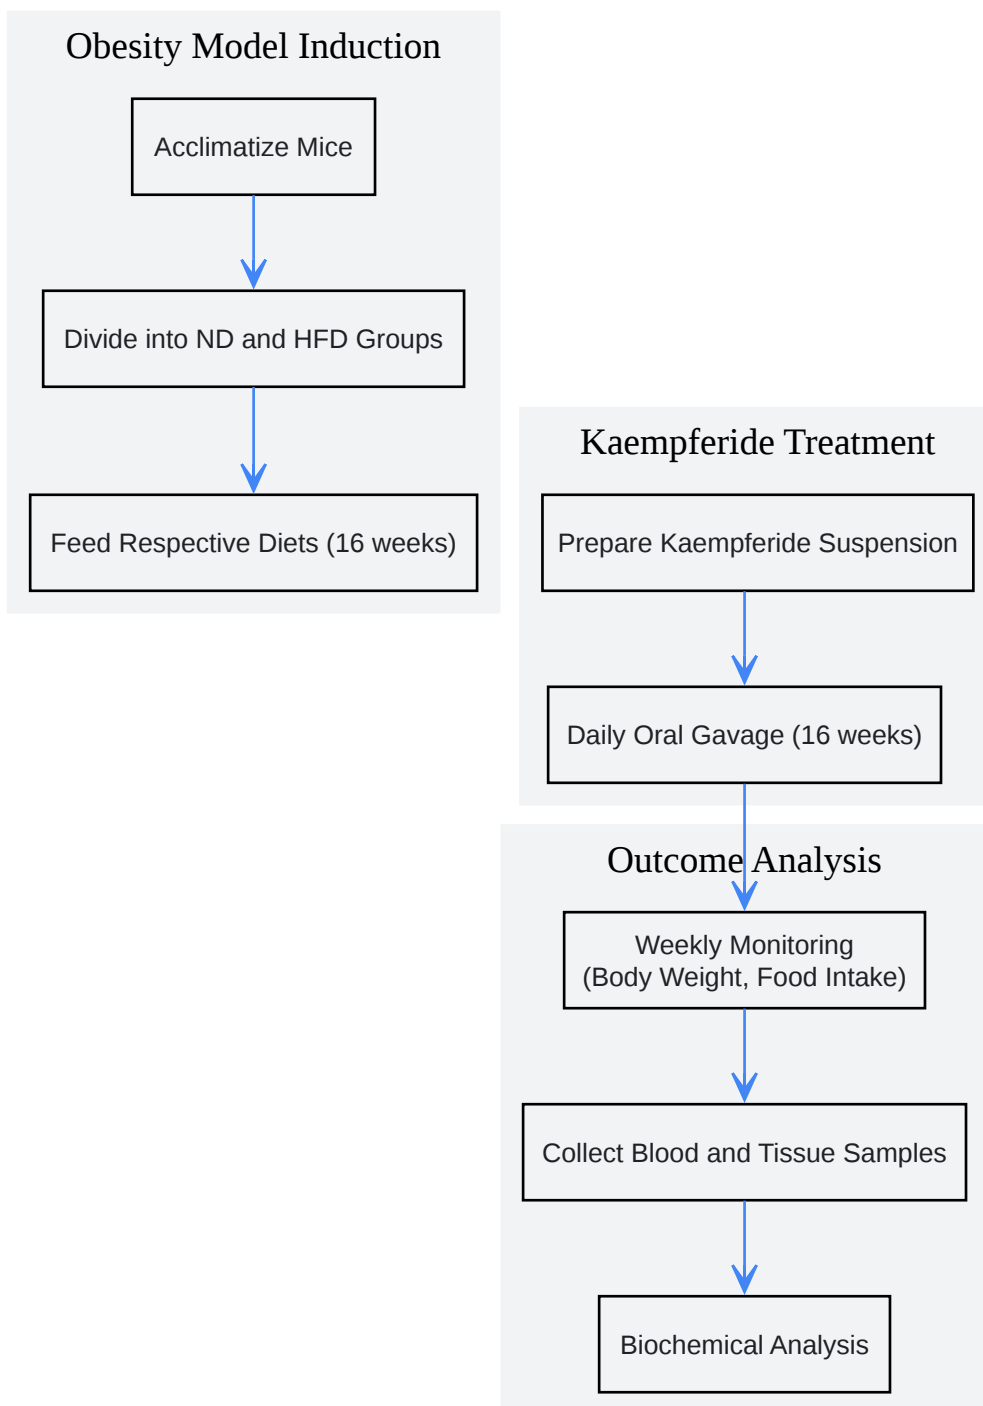 Obesity Model Induction
Acclimatize Mice
Divide into ND and HFD Groups
Feed Respective Diets (16 weeks)
Kaempferide Treatment
Prepare Kaempferide Suspension
Daily Oral Gavage (16 weeks)
Outcome Analysis
Weekly Monitoring
(Body Weight, Food Intake)
Collect Blood and Tissue Samples
Biochemical Analysis